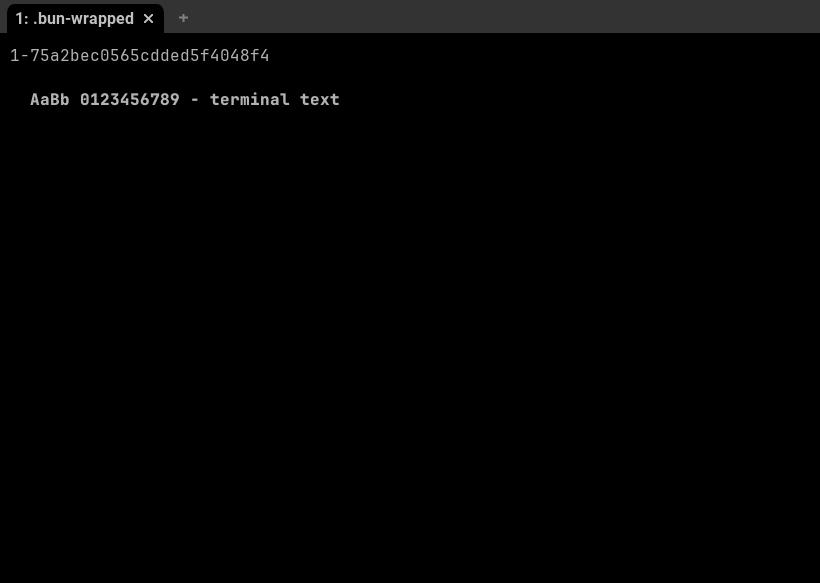 1: .bun-wrapped × +
1-75a2bec0565cdded5f4048f4
AaBb 0123456789 - terminal text